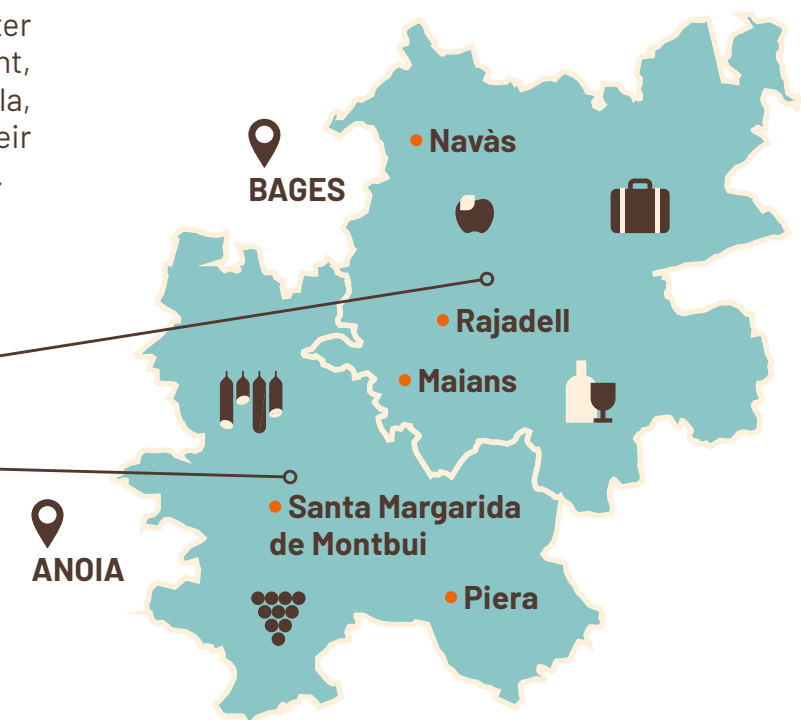 Navàs
BAGES
Rajadell
Maians
Santa Margarida
de Montbui
ANOIA
Piera